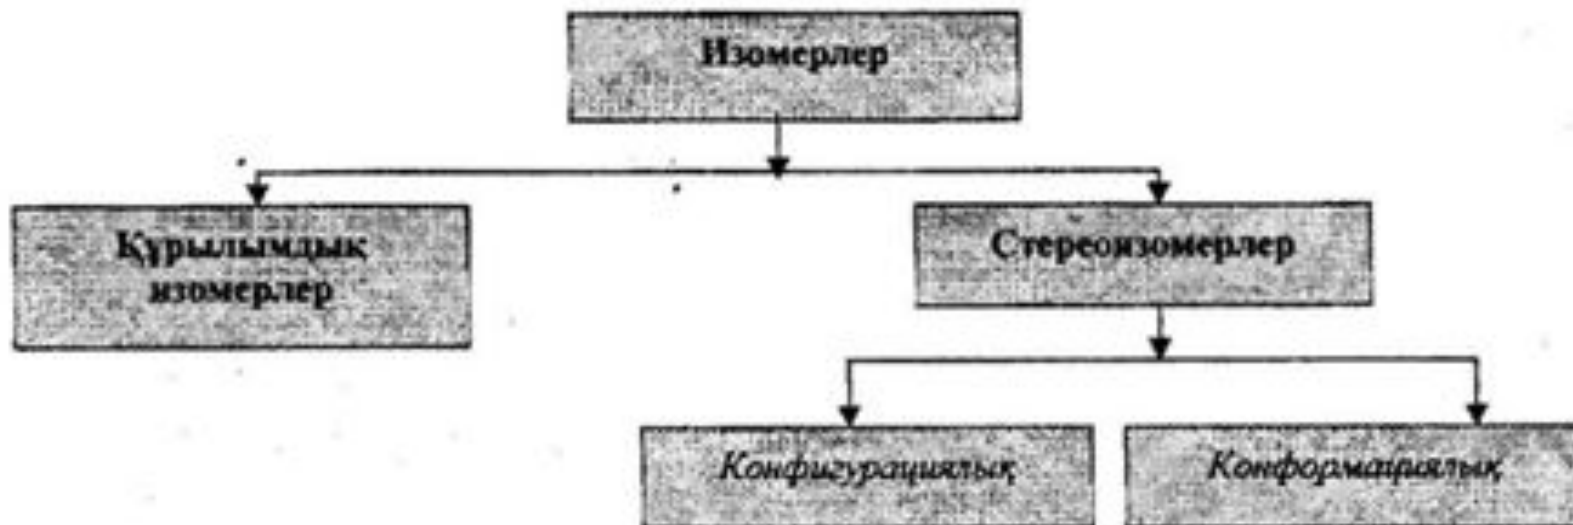 Изомерлер
Құрылымдық
изомерлер
Стереоизомерлер
Конфигурациялық
Конформациялық